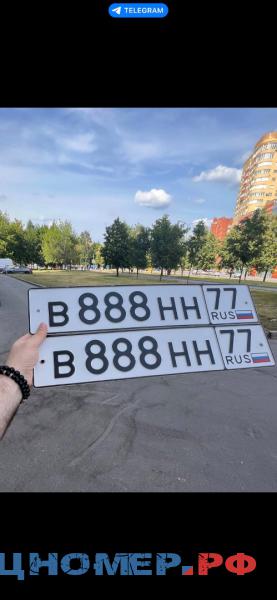 TELEGRAM
В 888 НН 77
RUS
В 888 НН 77
RUS
ЦНОМЕР.РФ